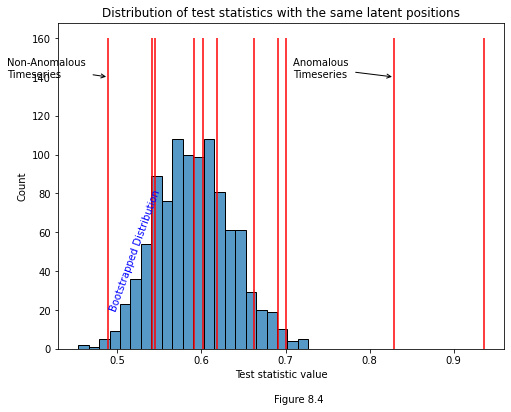 Distribution of test statistics with the same latent positions
160
Non-Anomalous
Timeseries
Anomalous
Timeseries
140
120
100
80
60
40
20
0
Count
Bootstrapped Distribution
0.5 0.6 0.7 0.8 0.9
Test statistic value
Figure 8.4